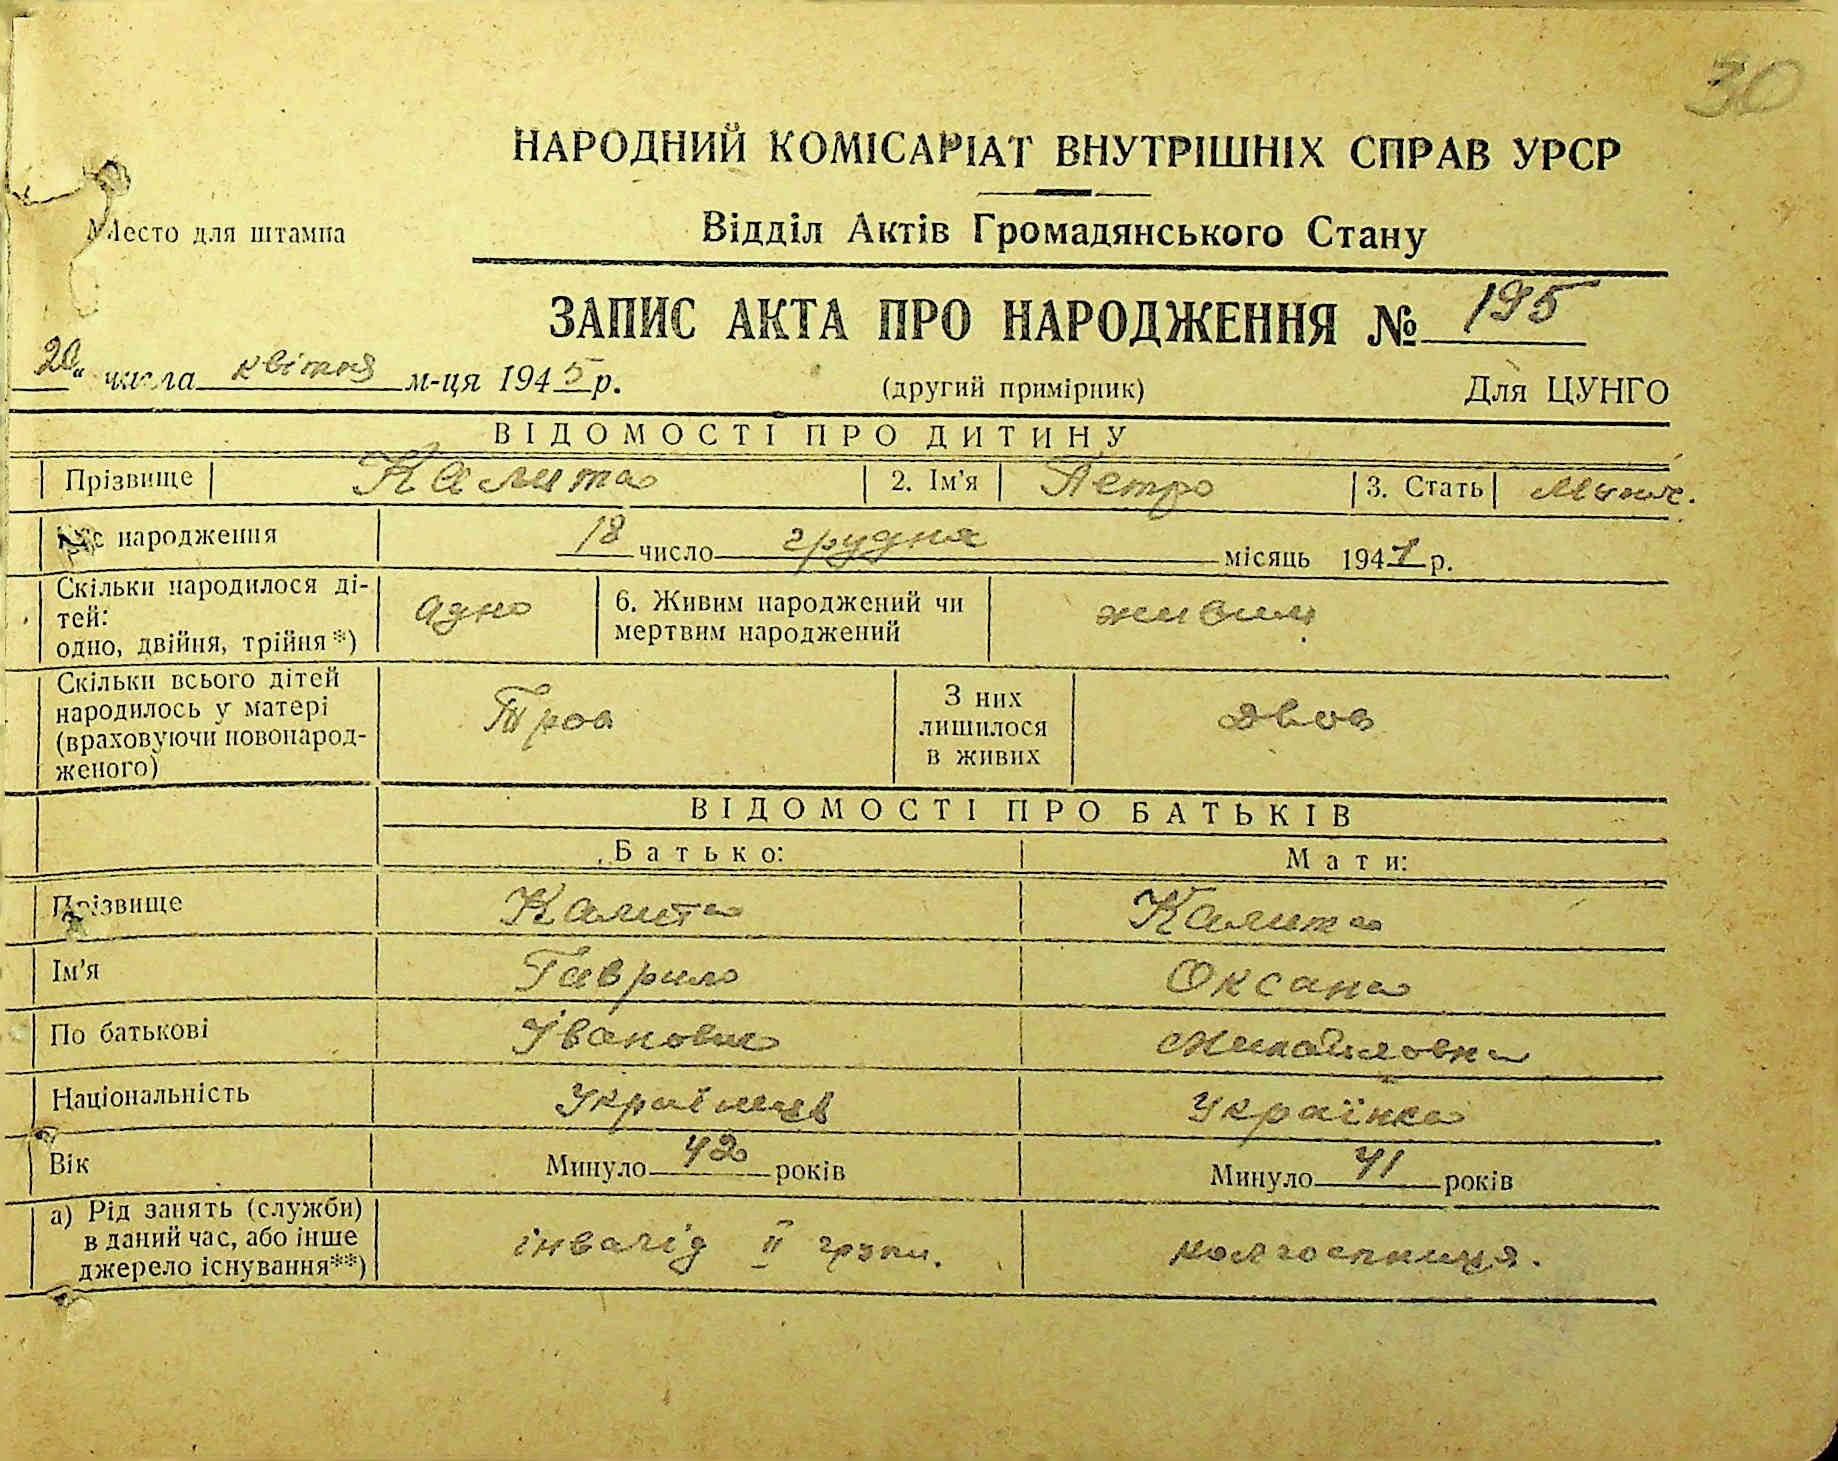 30
НАРОДНИЙ КОМІСАРІАТ ВНУТРІШНІХ СПРАВ УРСР
Место для штампа
Відділ Актів Громадянського Стану
ЗАПИС АКТА ПРО НАРОДЖЕННЯ № 195
20 " числа квітня м-ця 1945 р. (другий примірник) Для ЦУНГО
ВІДОМОСТІ ПРО ДИТИНУ
Прізвище Калита 2. Ім'я Петро 3. Стать
народження 18 число грудня місяць 1941 р.
Скільки народилося ді-
тей:
одно, двійня, трійня*) одно 6. Живим народжений чи
мертвим народжений живим
Скільки всього дітей
народилось у матері
(враховуючи новонарод-
женого) Троє З них
лишилося
в живих двоє
ВІДОМОСТІ ПРО БАТЬКІВ
Батько: Мати:
Прізвище Калита Калита
Ім'я Гаврило Оксана
По батькові Іванович
Національність Українець Українка
Вік Минуло 42 років Минуло 41 років
а) Рід занять (служби)
в даний час, або інше
джерело існування**) інвалід II групи. колгоспниця.